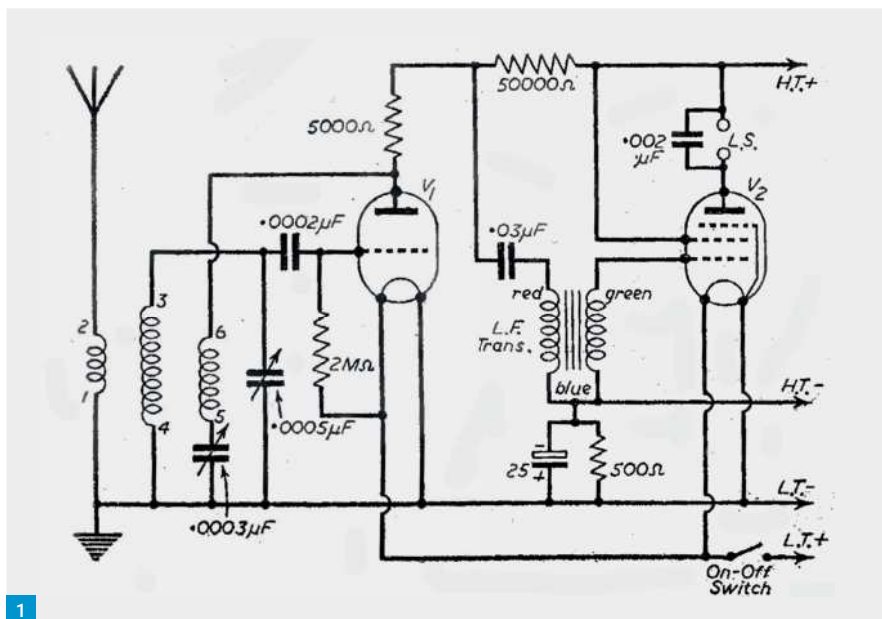 H.T.+
50000Ω
5000Ω
.002
μF
L.S.
V1
V2
.0002μF
.03μF
2
3
6
red
green
L.F.
Trans.
2MΩ
1
4
5
blue
H.T.-
.0005μF
-
25
+
500Ω
L.T.-
.0003μF
L.T.+
On-Off
Switch
1